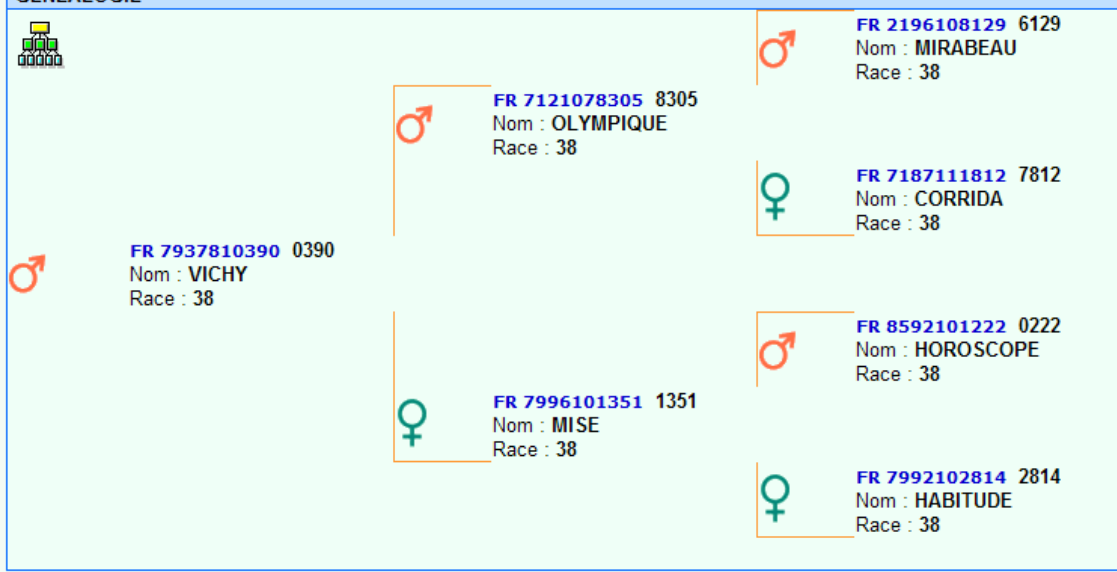 GENEALOGIE
FR 2196108129 6129
Nom : MIRABEAU
Race : 38
FR 7121078305 8305
Nom : OLYMPIQUE
Race : 38
FR 7187111812 7812
Nom : CORRIDA
Race : 38
FR 7937810390 0390
Nom : VICHY
Race : 38
FR 8592101222 0222
Nom : HOROSCOPE
Race : 38
FR 7996101351 1351
Nom : MISE
Race : 38
FR 7992102814 2814
Nom : HABITUDE
Race : 38